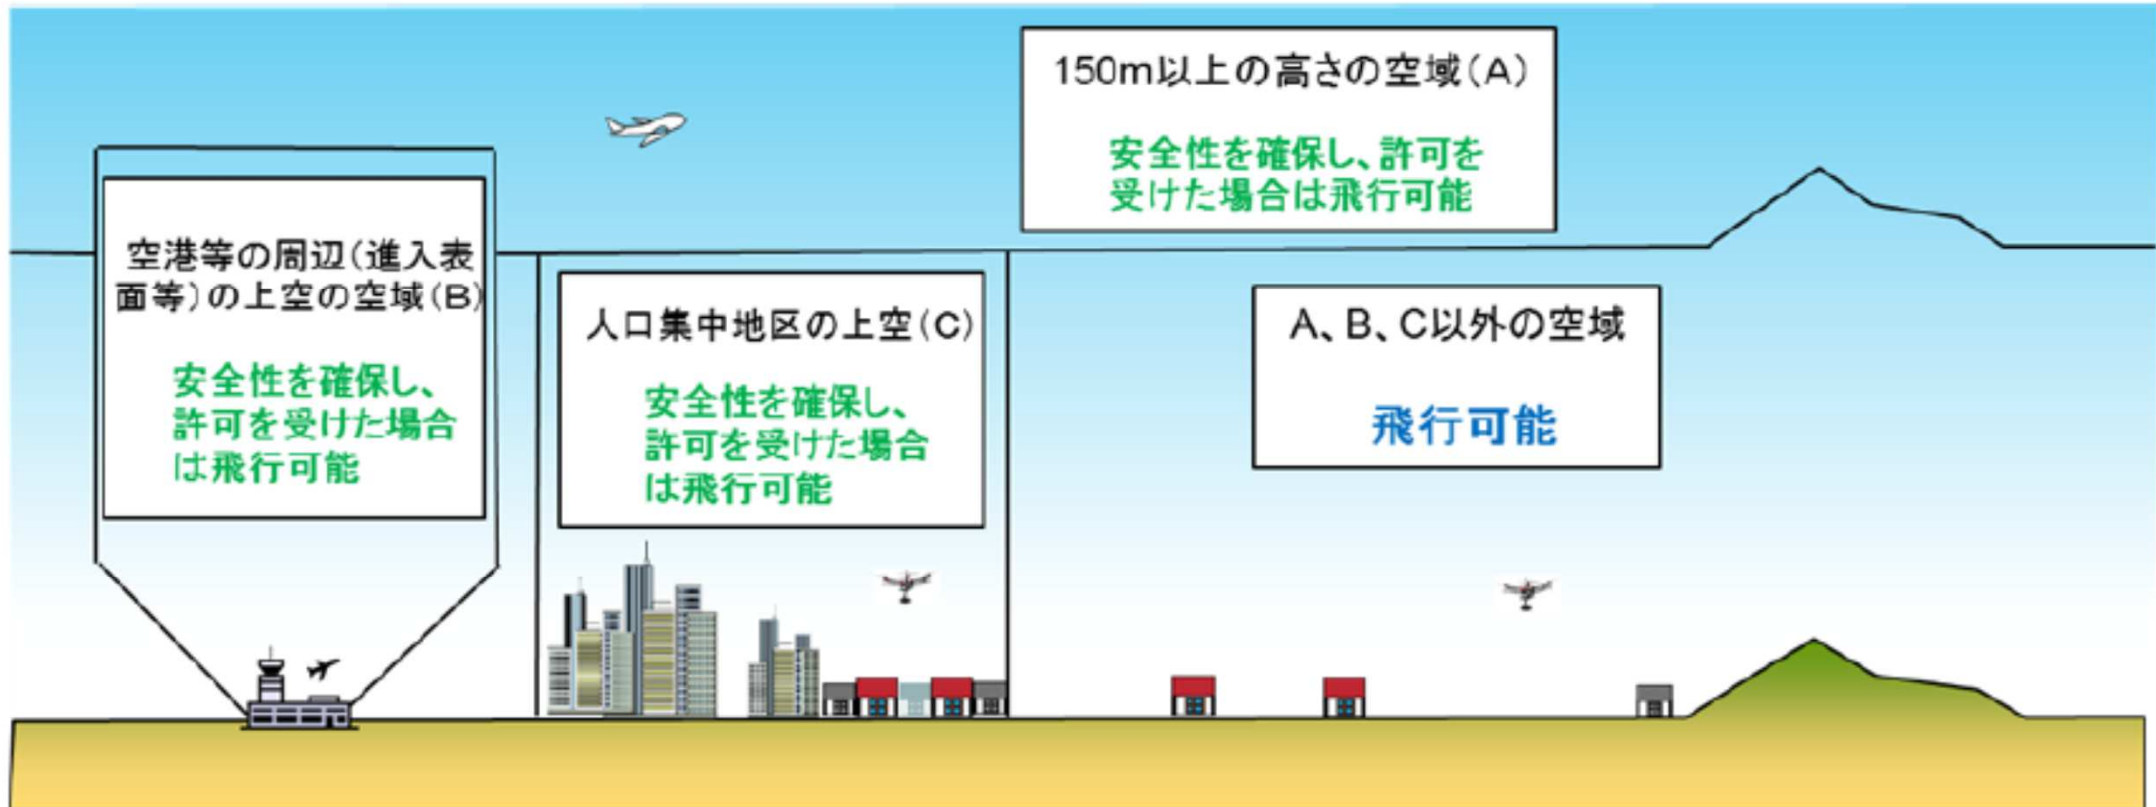 150m以上の高さの空域(A)
安全性を確保し、許可を
受けた場合は飛行可能
空港等の周辺(進入表
面等)の上空の空域(B)
安全性を確保し、
許可を受けた場合
は飛行可能
人口集中地区の上空(C)
安全性を確保し、
許可を受けた場合
は飛行可能
A、B、C以外の空域
飛行可能